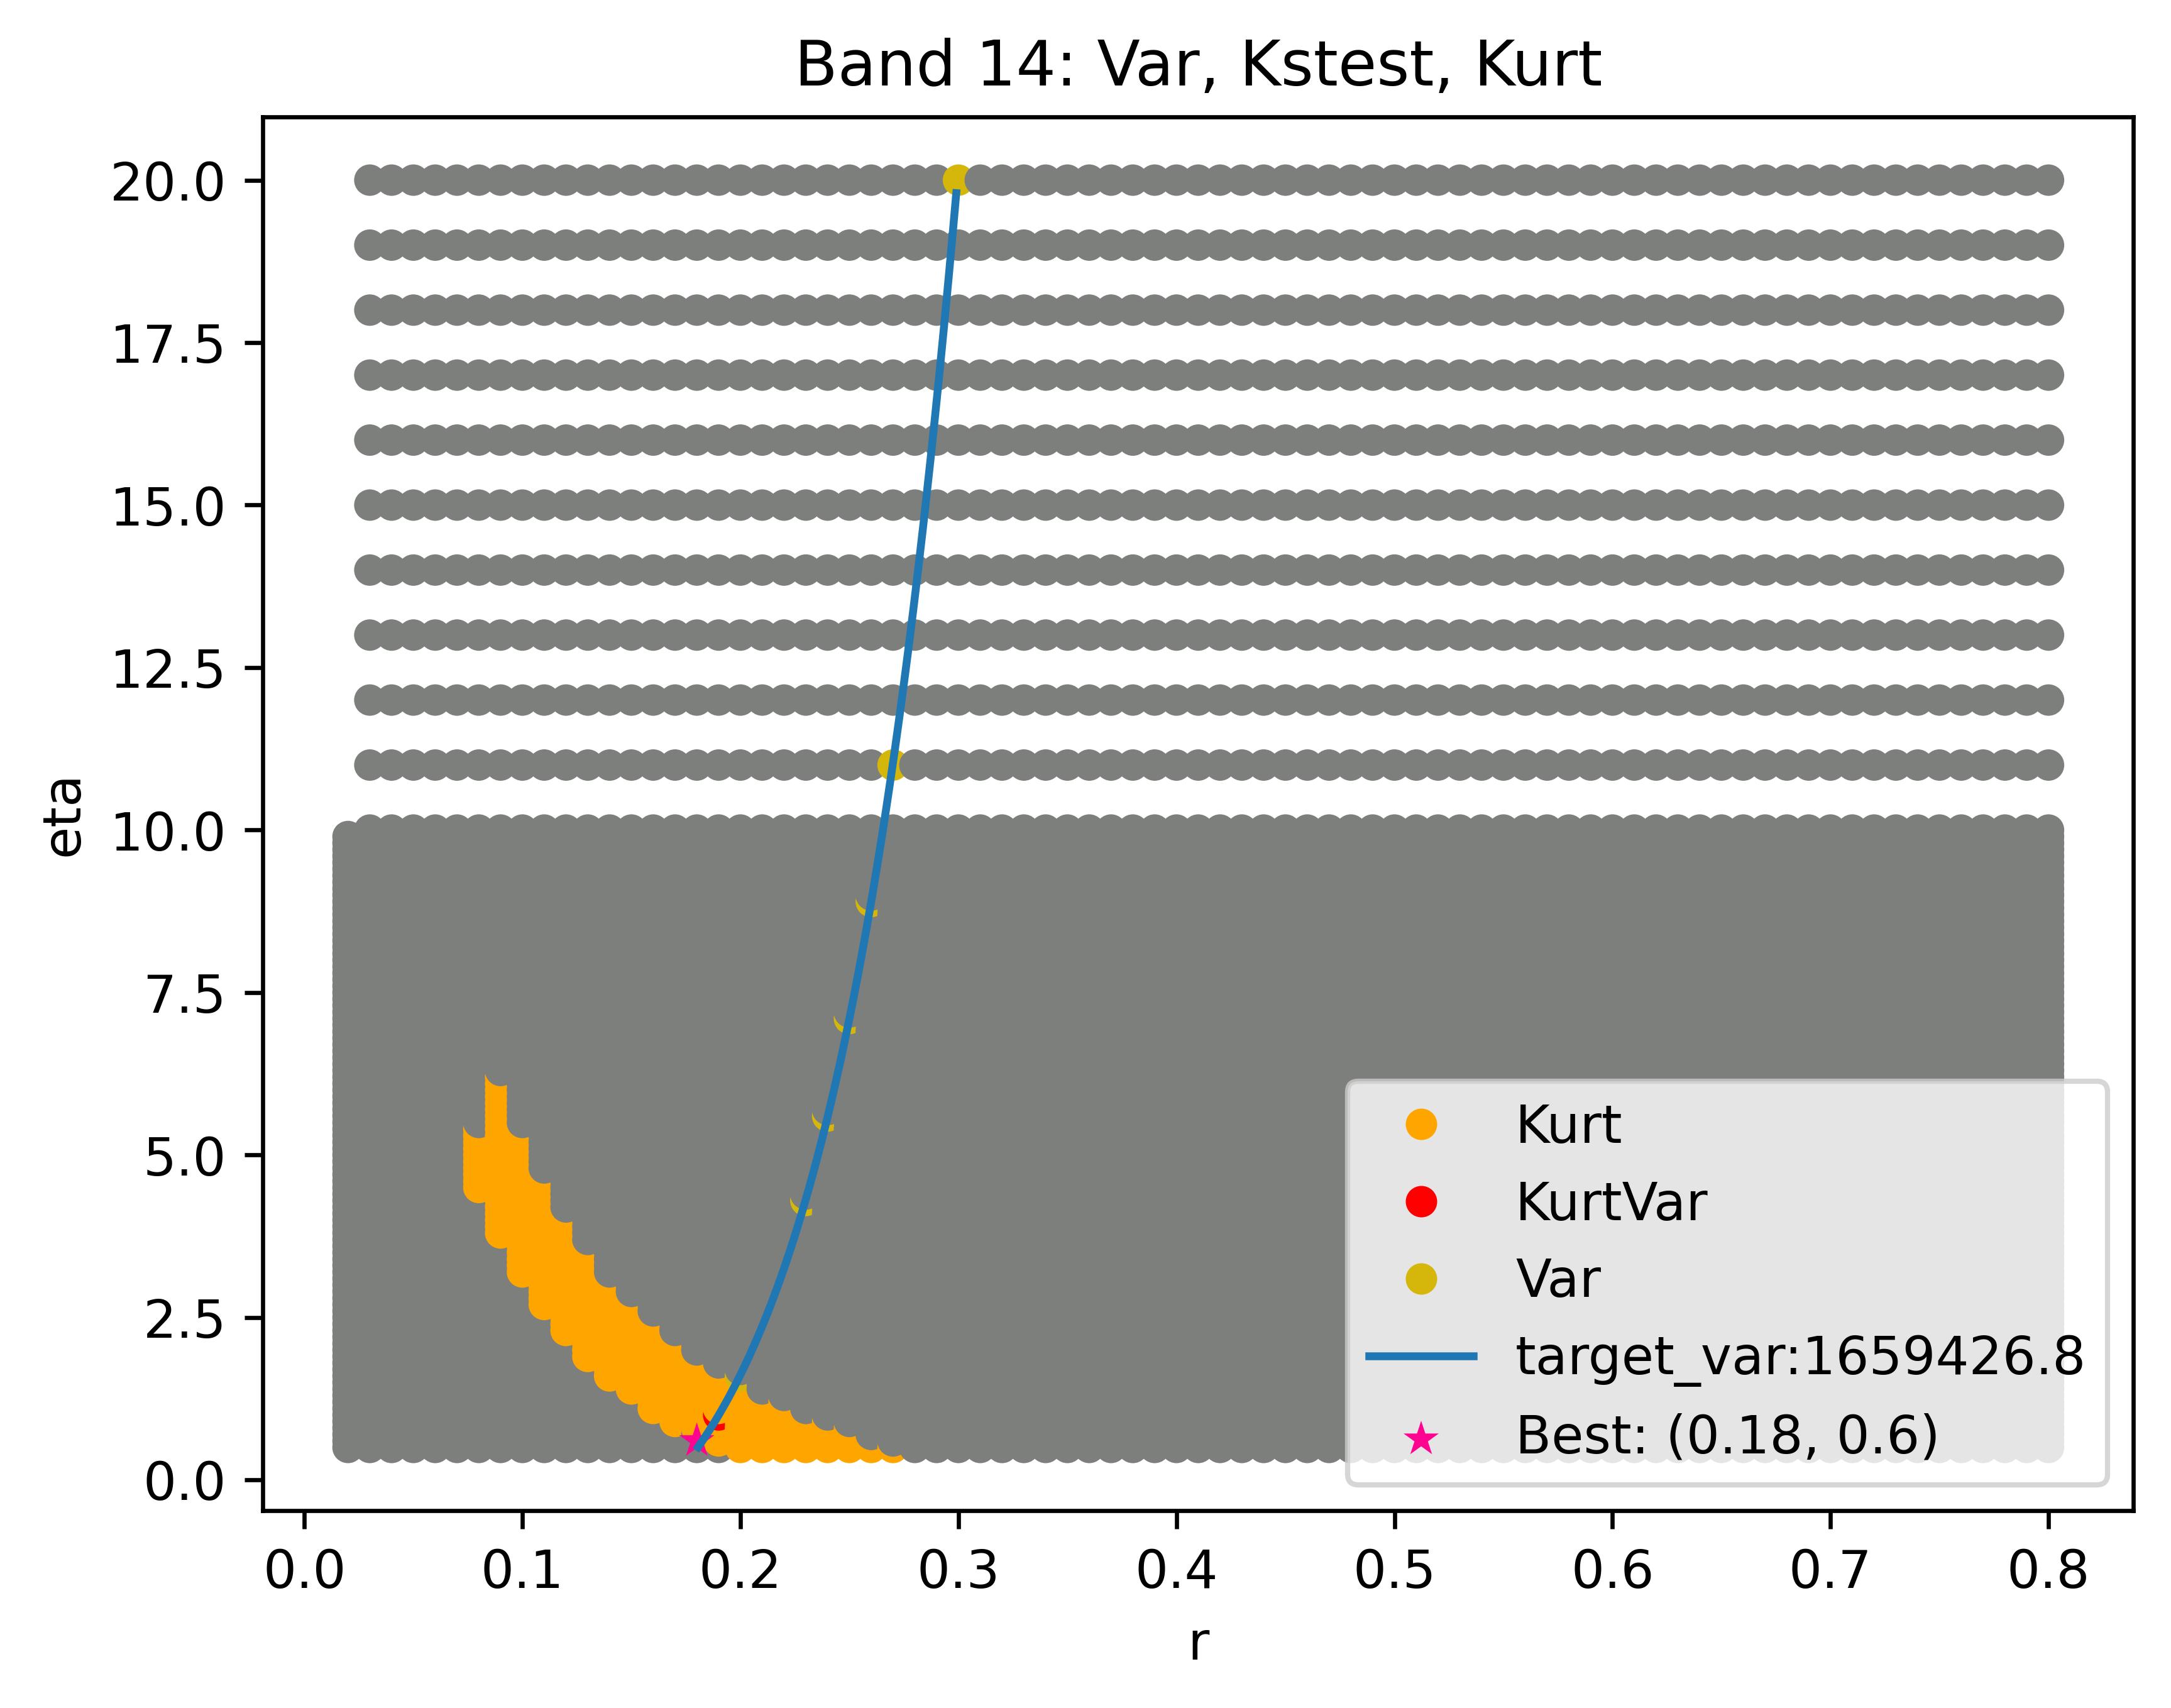 Band 14: Var, Kstest, Kurt
20.0
17.5
15.0
12.5
10.0
7.5
5.0
2.5
0.0
eta
Kurt
KurtVar
Var
target_var:1659426.8
Best: (0.18, 0.6)
0.0 0.1 0.2 0.3 0.4 0.5 0.6 0.7 0.8
r